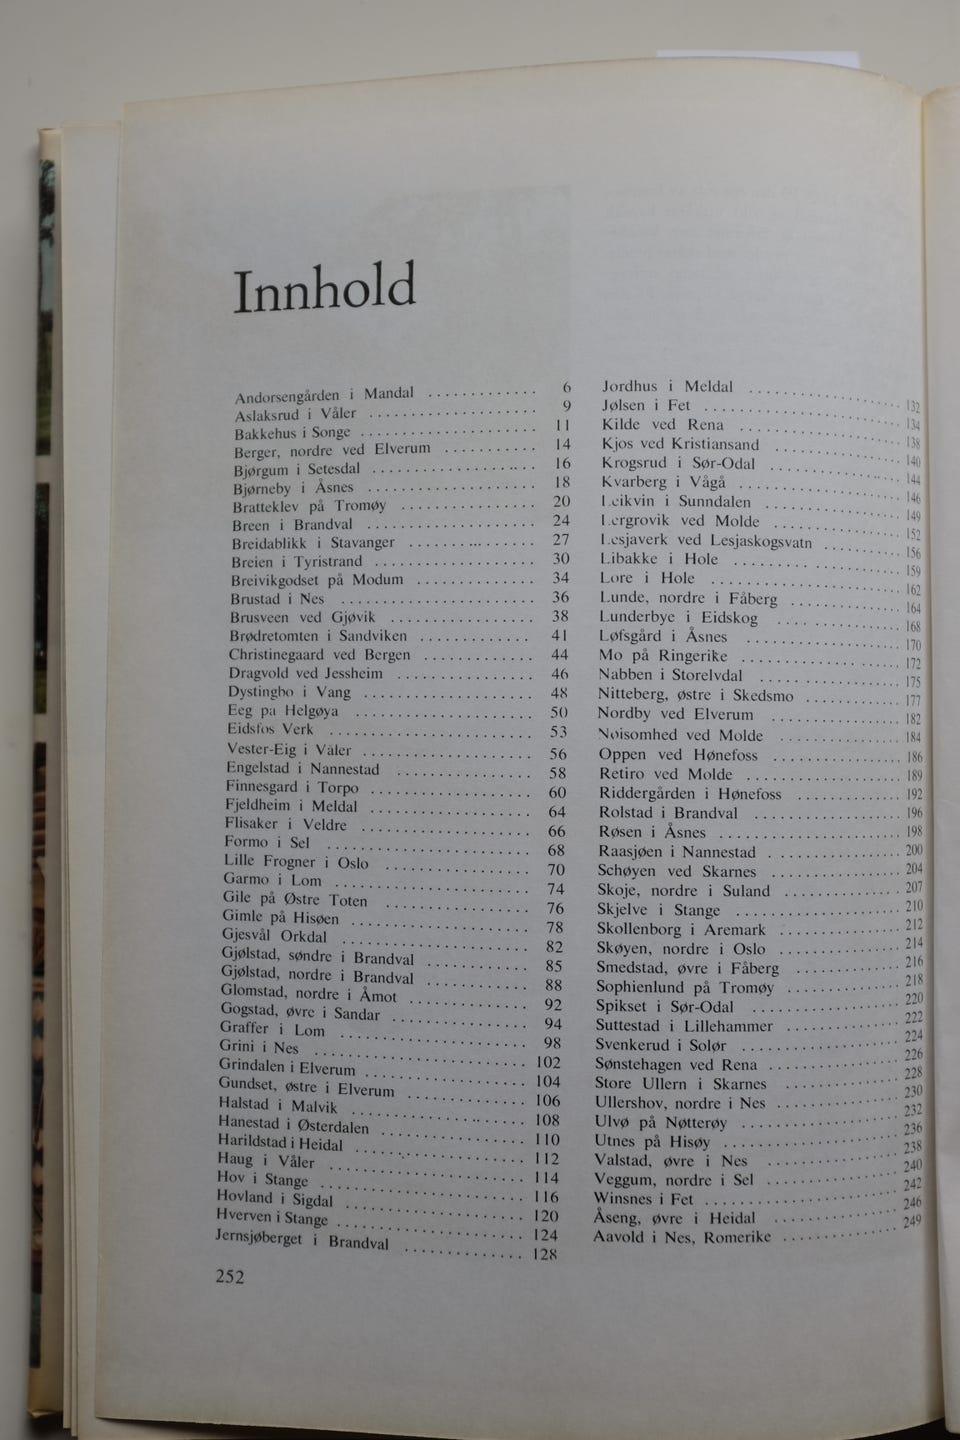 Innhold
Andorsengården i Mandal ............ 6
Aslaksrud i Våler ............ 9
Bakkehus i Songe ............ 11
Berger, nordre ved Elverum ............ 14
Bjørgum i Setesdal ............ 16
Bjørneby i Åsnes ............ 18
Bratteklev på Tromøy ............ 20
Breen i Brandval ............ 24
Breidablikk i Stavanger ............ 27
Breien i Tyristrand ............ 30
Breivikgodset på Modum ............ 34
Brustad i Nes ............ 36
Brusveen ved Gjøvik ............ 38
Brødretomten i Sandviken ............ 41
Christinegaard ved Bergen ............ 44
Dragvold ved Jessheim ............ 46
Dystingbo i Vang ............ 48
Eeg på Helgøya ............ 50
Eidsfos Verk ............ 53
Vester-Eig i Våler ............ 56
Engelstad i Nannestad ............ 58
Finnesgard i Torpo ............ 60
Fjeldheim i Meldal ............ 64
Flisaker i Veldre ............ 66
Formo i Sel ............ 68
Lille Frogner i Oslo ............ 70
Garmo i Lom ............ 74
Gile på Østre Toten ............ 76
Gimle på Hisøen ............ 78
Gjesvål Orkdal ............ 82
Gjølstad, søndre i Brandval ............ 85
Gjølstad, nordre i Brandval ............ 88
Glomstad, nordre i Åmot ............ 92
Gogstad, øvre i Sandar ............ 94
Graffer i Lom ............ 98
Grini i Nes ............ 102
Grindalen i Elverum ............ 104
Gundset, østre i Elverum ............ 106
Halstad i Malvik ............ 108
Hanestad i Østerdalen ............ 110
Harildstad i Heidal ............ 112
Haug i Våler ............ 114
Hov i Stange ............ 116
Hovland i Sigdal ............ 120
Hverven i Stange ............ 124
Jernsjøberget i Brandval ............ 128
Jordhus i Meldal ............ 132
Jølsen i Fet ............ 134
Kilde ved Rena ............ 138
Kjos ved Kristiansand ............ 140
Krogsrud i Sør-Odal ............ 144
Kvarberg i Vågå ............ 146
Leikvin i Sunndalen ............ 149
Lergrovik ved Molde ............ 152
Lesjaverk ved Lesjaskogsvatn ............ 156
Libakke i Hole ............ 159
Lore i Hole ............ 162
Lunde, nordre i Fåberg ............ 164
Lunderbye i Eidskog ............ 168
Løfsgård i Åsnes ............ 170
Mo på Ringerike ............ 172
Nabben i Storelvdal ............ 175
Nitteberg, østre i Skedsmo ............ 177
Nordby ved Elverum ............ 182
Noisomhed ved Molde ............ 184
Oppen ved Hønefoss ............ 186
Retiro ved Molde ............ 189
Riddergården i Hønefoss ............ 192
Rolstad i Brandval ............ 196
Røsen i Åsnes ............ 198
Raasjøen i Nannestad ............ 200
Schøyen ved Skarnes ............ 204
Skoje, nordre i Suland ............ 207
Skjelve i Stange ............ 210
Skollenborg i Aremark ............ 212
Skøyen, nordre i Oslo ............ 214
Smedstad, øvre i Fåberg ............ 216
Sophienlund på Tromøy ............ 218
Spikset i Sør-Odal ............ 220
Suttestad i Lillehammer ............ 222
Svenkerud i Solør ............ 224
Sønstehagen ved Rena ............ 226
Store Ullern i Skarnes ............ 228
Ullershov, nordre i Nes ............ 230
Ulvø på Nøtterøy ............ 232
Utnes på Hisøy ............ 236
Valstad, øvre i Nes ............ 238
Veggum, nordre i Sel ............ 240
Winsnes i Fet ............ 242
Åseng, øvre i Heidal ............ 246
Aavold i Nes, Romerike ............ 249
252